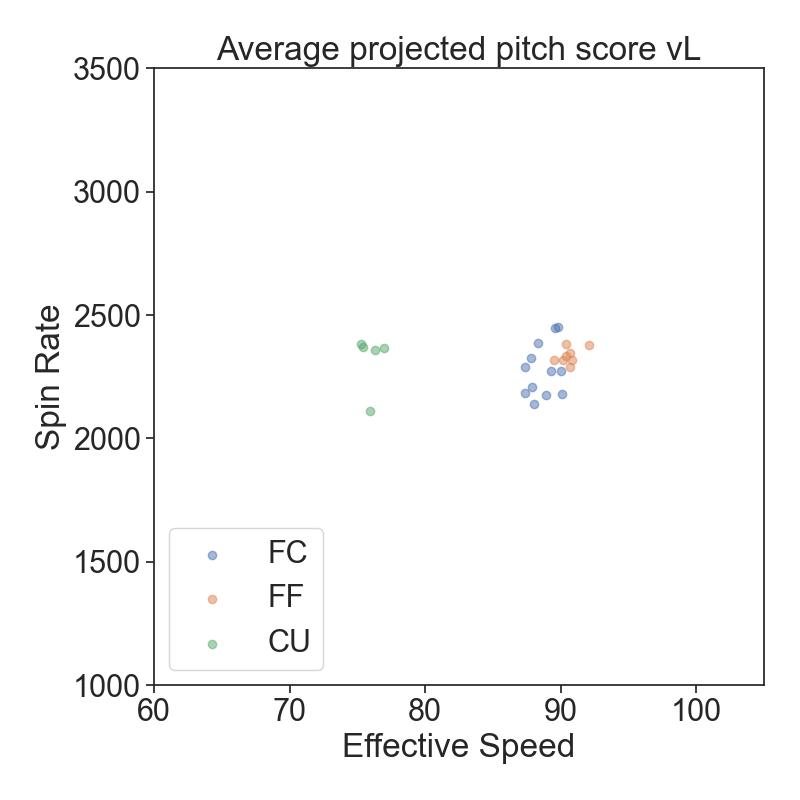 Average projected pitch score vL
3500
3000
2500
2000
1500
1000
Spin Rate
FC
FF
CU
60 70 80 90 100
Effective Speed